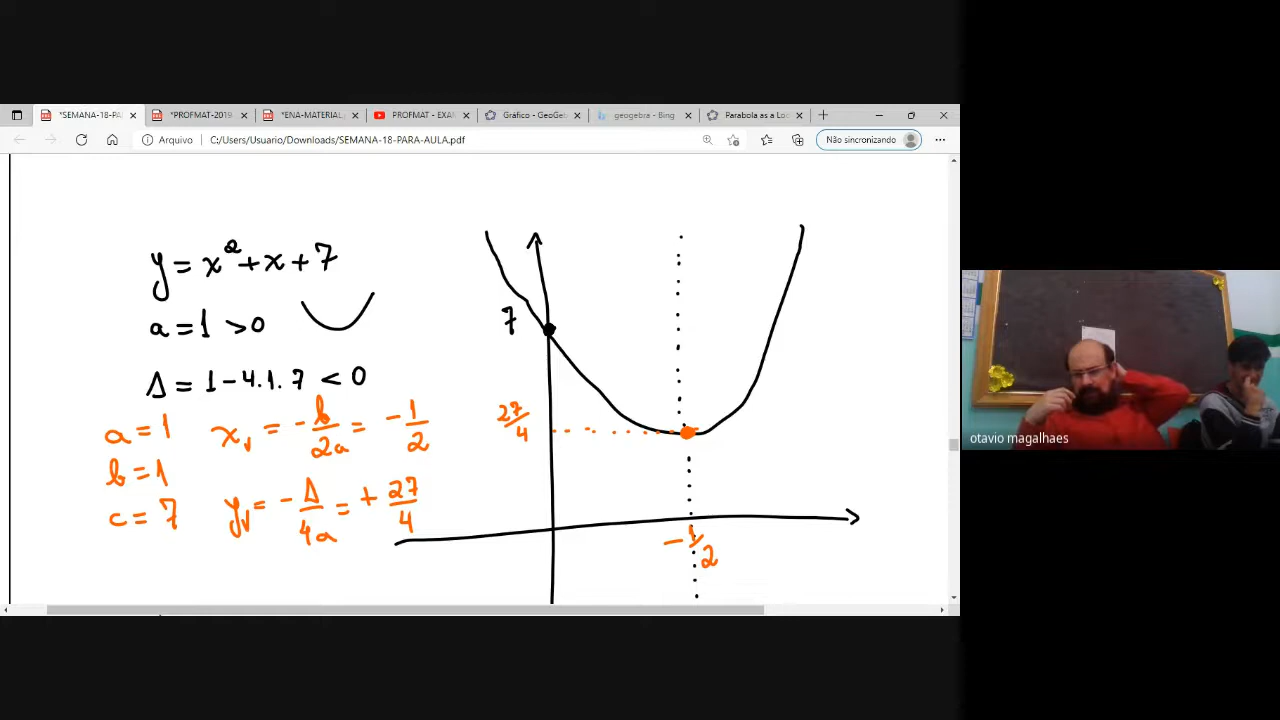 *SEMANA-18-PA
*PROFMAT-2019
*ENA-MATERIAL.
PROFMAT - EXA
Gráfico - GeoGe
geogebra - Bing
Parabola as a Loc
Arquivo
C:/Users/Usuario/Downloads/SEMANA-18-PARA-AULA.pdf
Não sincronizando
y = x² + x + 7
a = 1 > 0
Δ = 1 - 4.1.7 < 0
a = 1
b = 1
c = 7
xv = -b/2a = -1/2
yv = -Δ/4a = +27/4
7
27/4
-1/2
otavio magalhaes